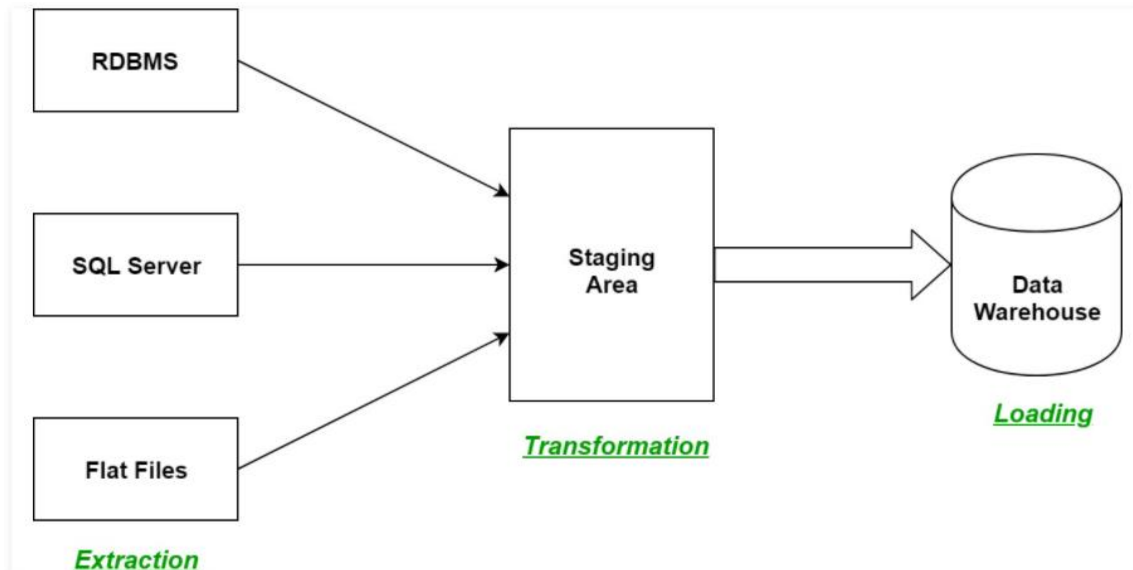 RDBMS
SQL Server
Flat Files
Extraction
Staging
Area
Transformation
Data
Warehouse
Loading